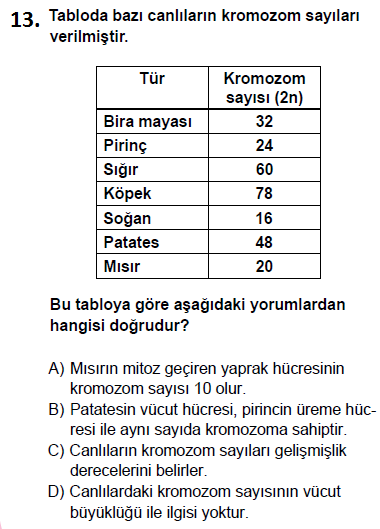 13. Tabloda bazı canlıların kromozom sayıları
verilmiştir.
Tür Kromozom
sayısı (2n)
Bira mayası 32
Pirinç 24
Sığır 60
Köpek 78
Soğan 16
Patates 48
Mısır 20
Bu tabloya göre aşağıdaki yorumlardan
hangisi doğrudur?
A) Mısırın mitoz geçiren yaprak hücresinin
kromozom sayısı 10 olur.
B) Patatesin vücut hücresi, pirincin üreme hüc-
resi ile aynı sayıda kromozoma sahiptir.
C) Canlıların kromozom sayıları gelişmişlik
derecelerini belirler.
D) Canlılardaki kromozom sayısının vücut
büyüklüğü ile ilgisi yoktur.